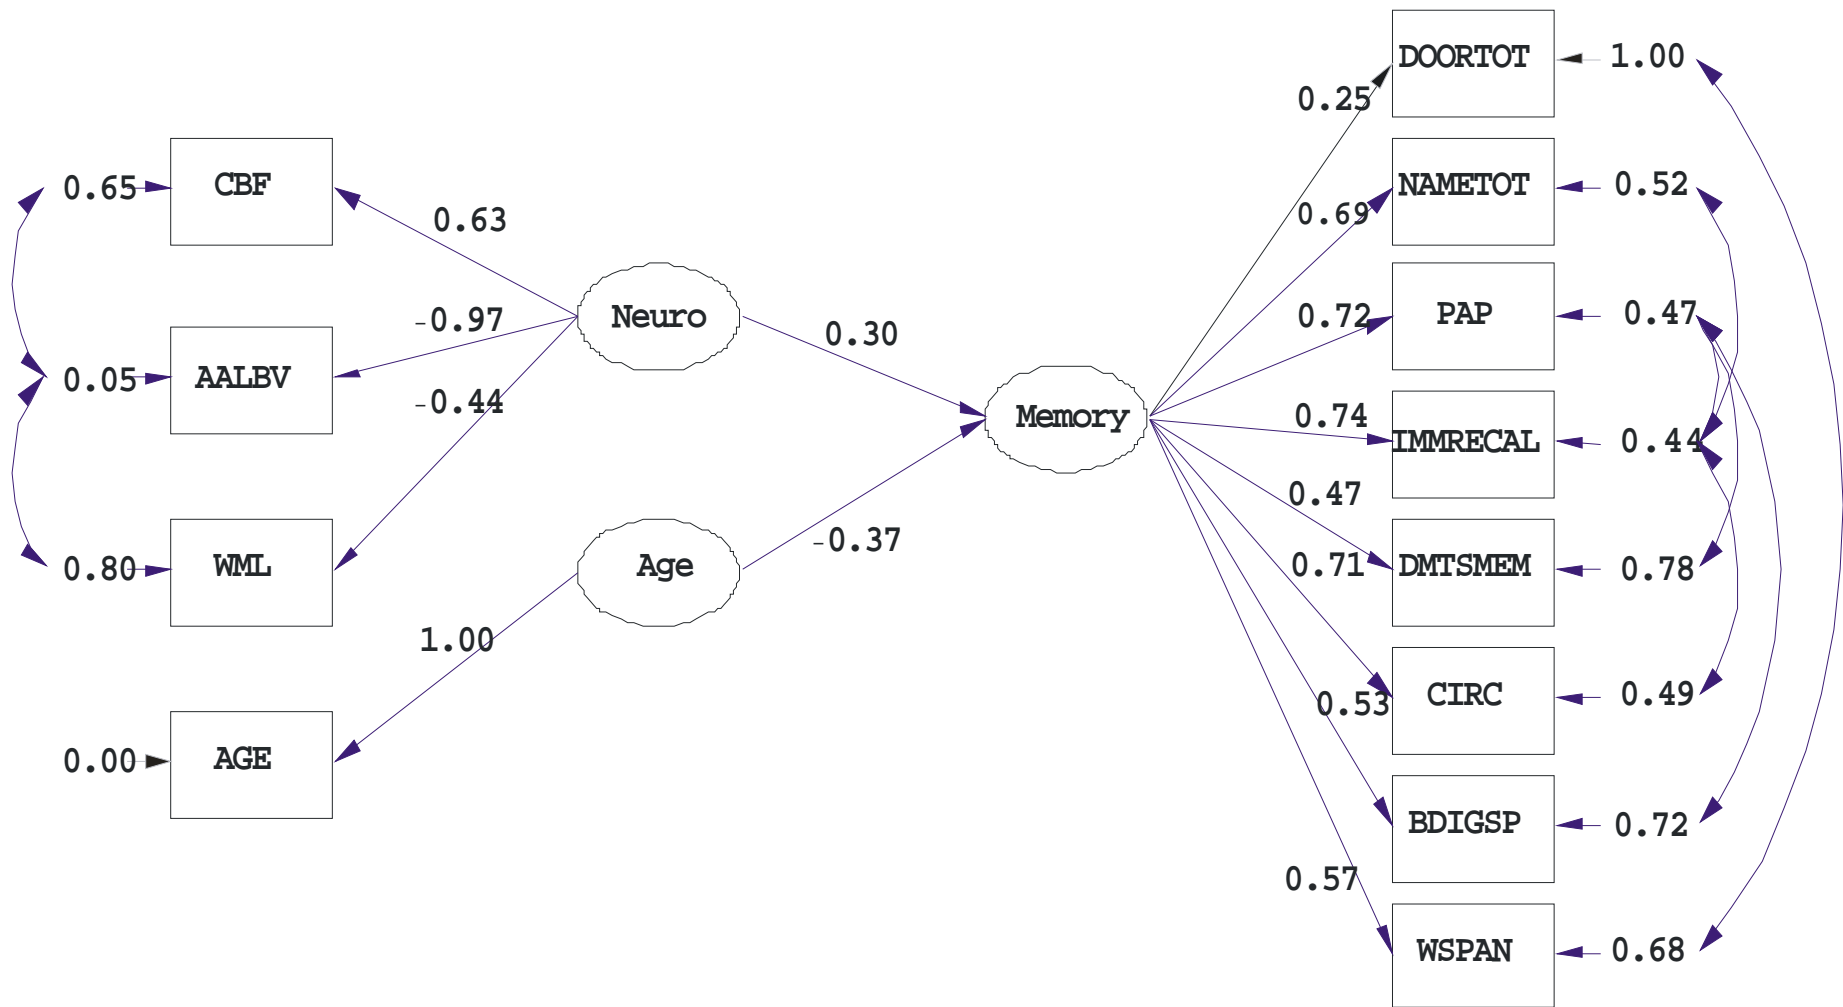 DOORTOT
1.00
0.25
0.65
CBF
NAMETOT
0.52
0.63
0.69
Neuro
PAP
0.47
-0.97
0.30
0.72
0.05
AALBV
-0.44
Memory
0.74
IMMRECAL
0.44
0.47
0.80
WML
Age
-0.37
0.71
DMTSMEM
0.78
1.00
0.53
CIRC
0.49
0.00
AGE
BDIGSP
0.72
0.57
WSPAN
0.68